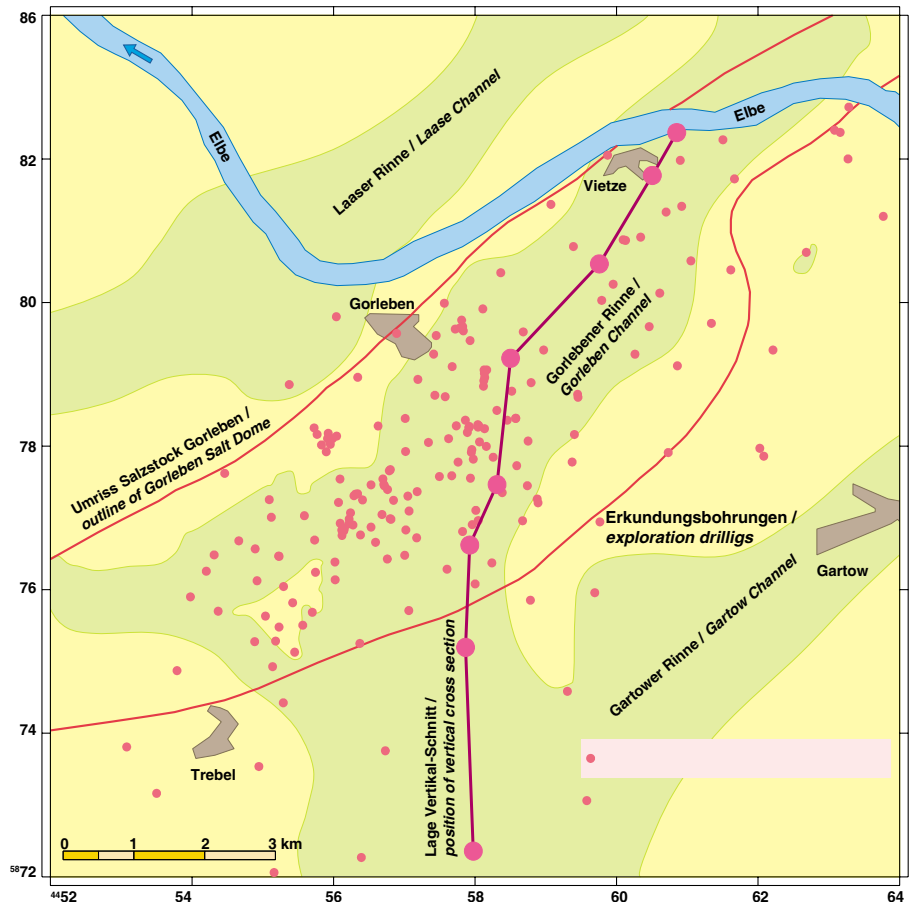 86
Elbe
Elbe
Laaser Rinne / Laase Channel
82
Vietze
80
Gorleben
Gorlebener Rinne /
Gorleben Channel
78
Umriss Salzstock Gorleben /
outline of Gorleben Salt Dome
Erkundungsbohrungen /
exploration drilligs
76
Gartow
Gartower Rinne / Gartow Channel
Lage Vertikal-Schnitt /
position of vertical cross section
74
Trebel
0 1 2 3 km
5872
4452 54 56 58 60 62 64